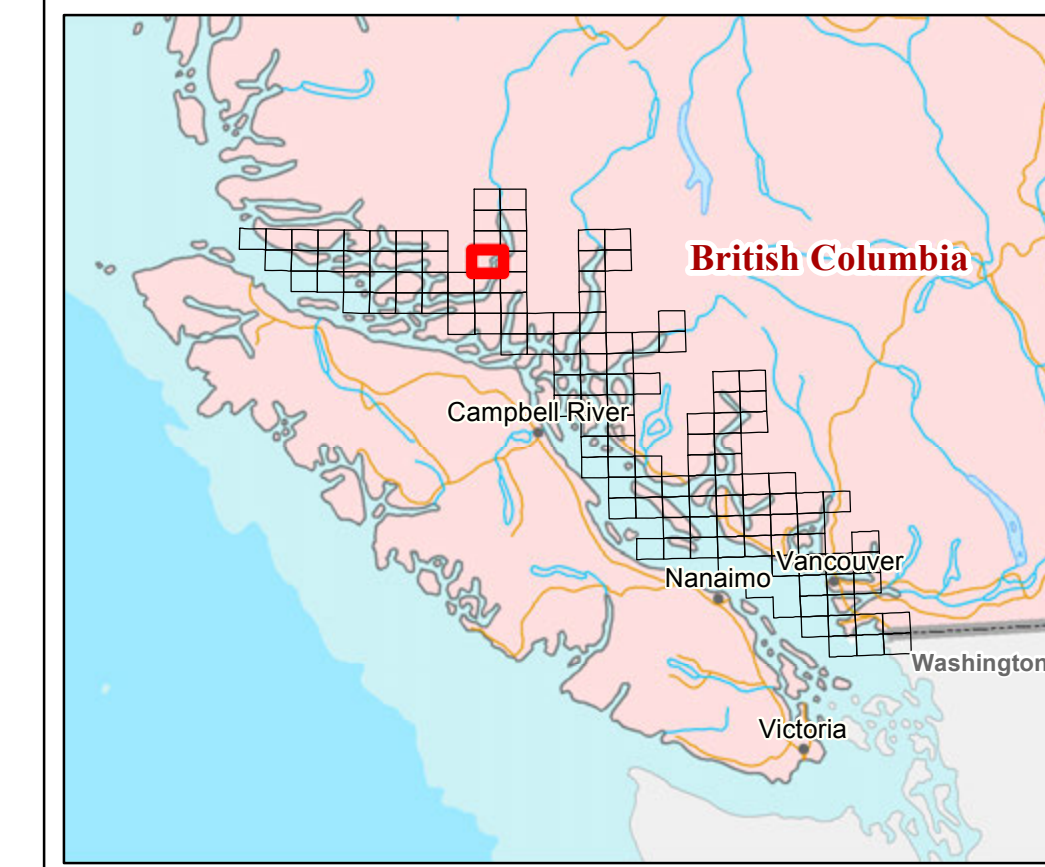 British Columbia
Campbell River
Vancouver
Nanaimo
Washington
Victoria